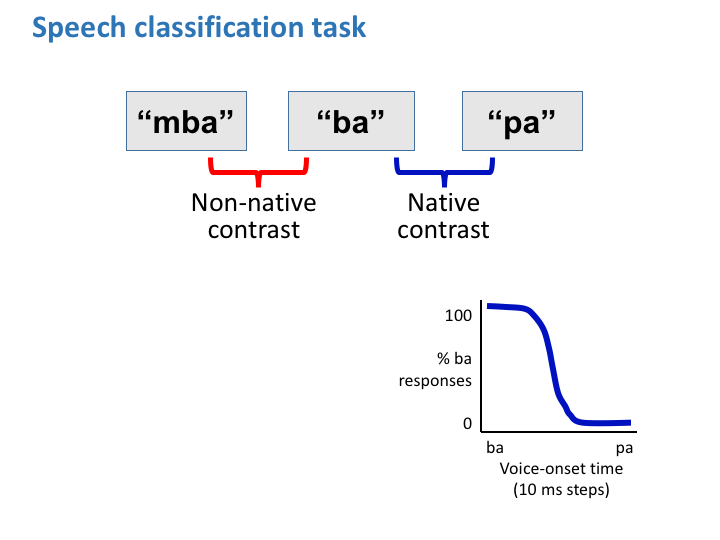 Speech classification task
“mba” “ba” “pa”
Non-native
contrast
Native
contrast
100
% ba
responses
0
ba pa
Voice-onset time
(10 ms steps)